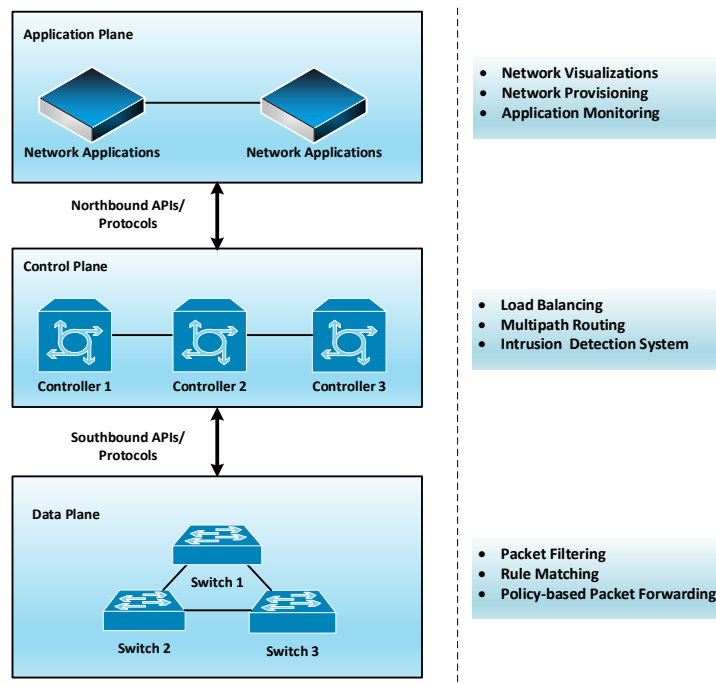 Application Plane
Network Applications
Network Applications
• Network Visualizations
• Network Provisioning
• Application Monitoring
Northbound APIs/
Protocols
Control Plane
Controller 1
Controller 2
Controller 3
• Load Balancing
• Multipath Routing
• Intrusion Detection System
Southbound APIs/
Protocols
Data Plane
Switch 1
Switch 2
Switch 3
• Packet Filtering
• Rule Matching
• Policy-based Packet Forwarding